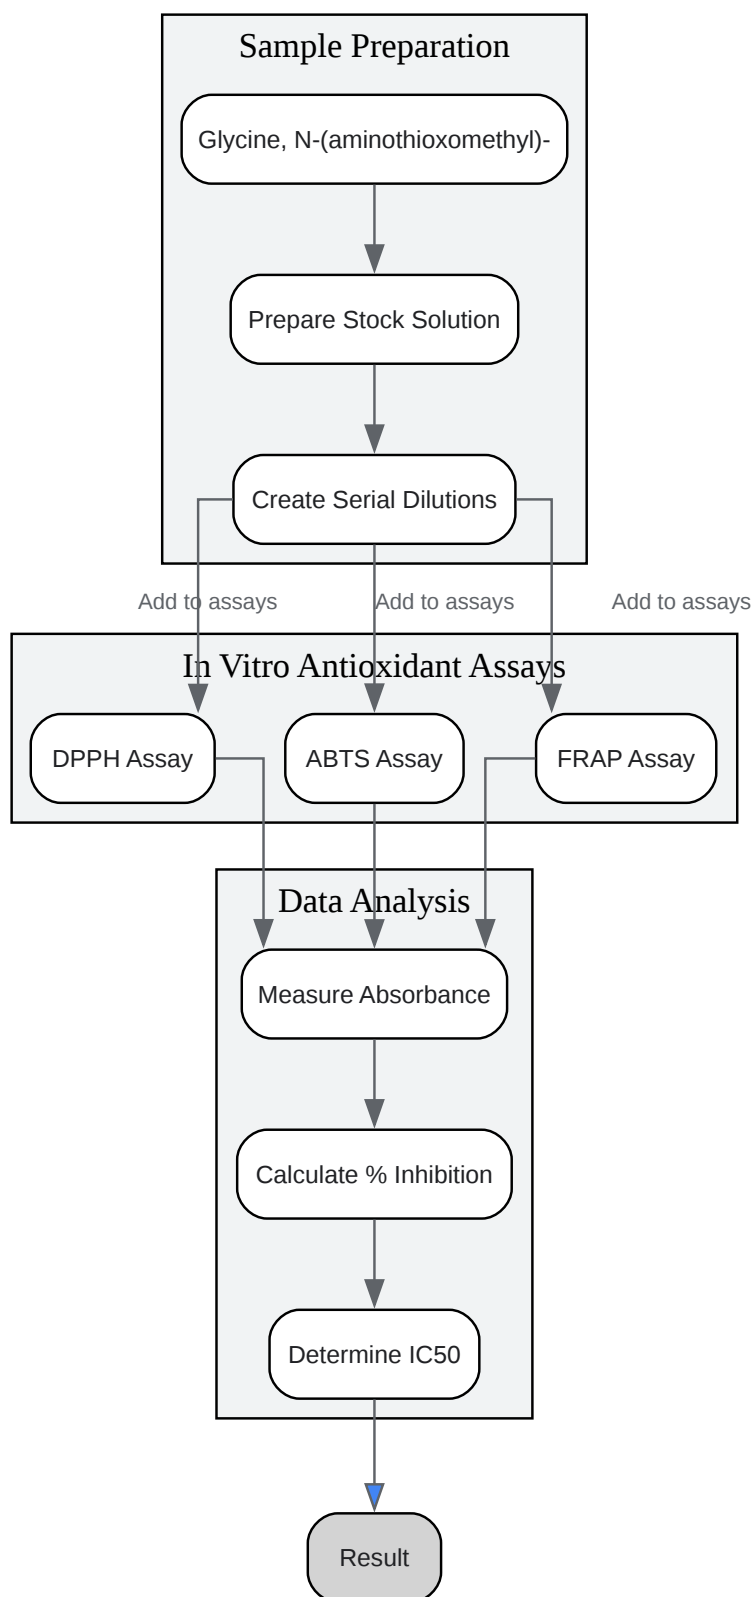 Sample Preparation
Glycine, N-(aminothioxomethyl)-
Prepare Stock Solution
Create Serial Dilutions
Add to assays
Add to assays
Add to assays
In Vitro Antioxidant Assays
DPPH Assay
ABTS Assay
FRAP Assay
Data Analysis
Measure Absorbance
Calculate % Inhibition
Determine IC50
Result